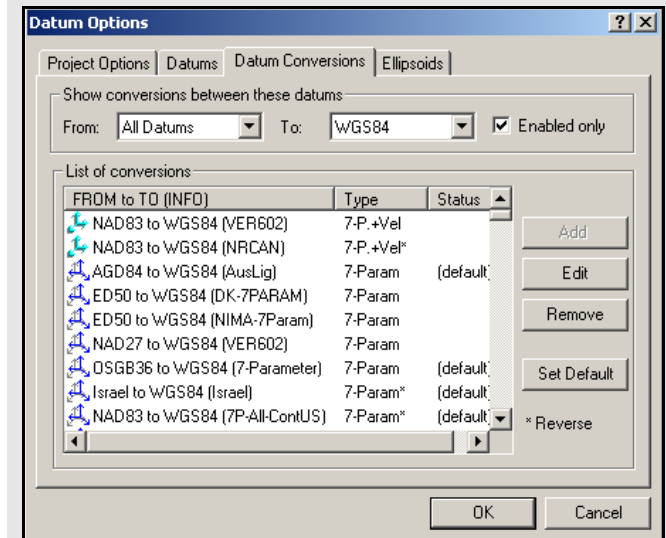 Datum Options
Project Options Datums Datum Conversions Ellipsoids
Show conversions between these datums
From: All Datums To: WGS84 Enabled only
List of conversions
FROM to TO (INFO) Type Status
NAD83 to WGS84 (VER602) 7-P.+Vel
NAD83 to WGS84 (NRCAN) 7-P.+Vel*
AGD84 to WGS84 (AusLig) 7-Param (default)
ED50 to WGS84 (DK-7PARAM) 7-Param
ED50 to WGS84 (NIMA-7Param) 7-Param
NAD27 to WGS84 (VER602) 7-Param
OSGB36 to WGS84 (7-Parameter) 7-Param (default)
Israel to WGS84 (Israel) 7-Param* (default)
NAD83 to WGS84 (7P-All-ContUS) 7-Param* (default)
Add
Edit
Remove
Set Default
* Reverse
OK Cancel